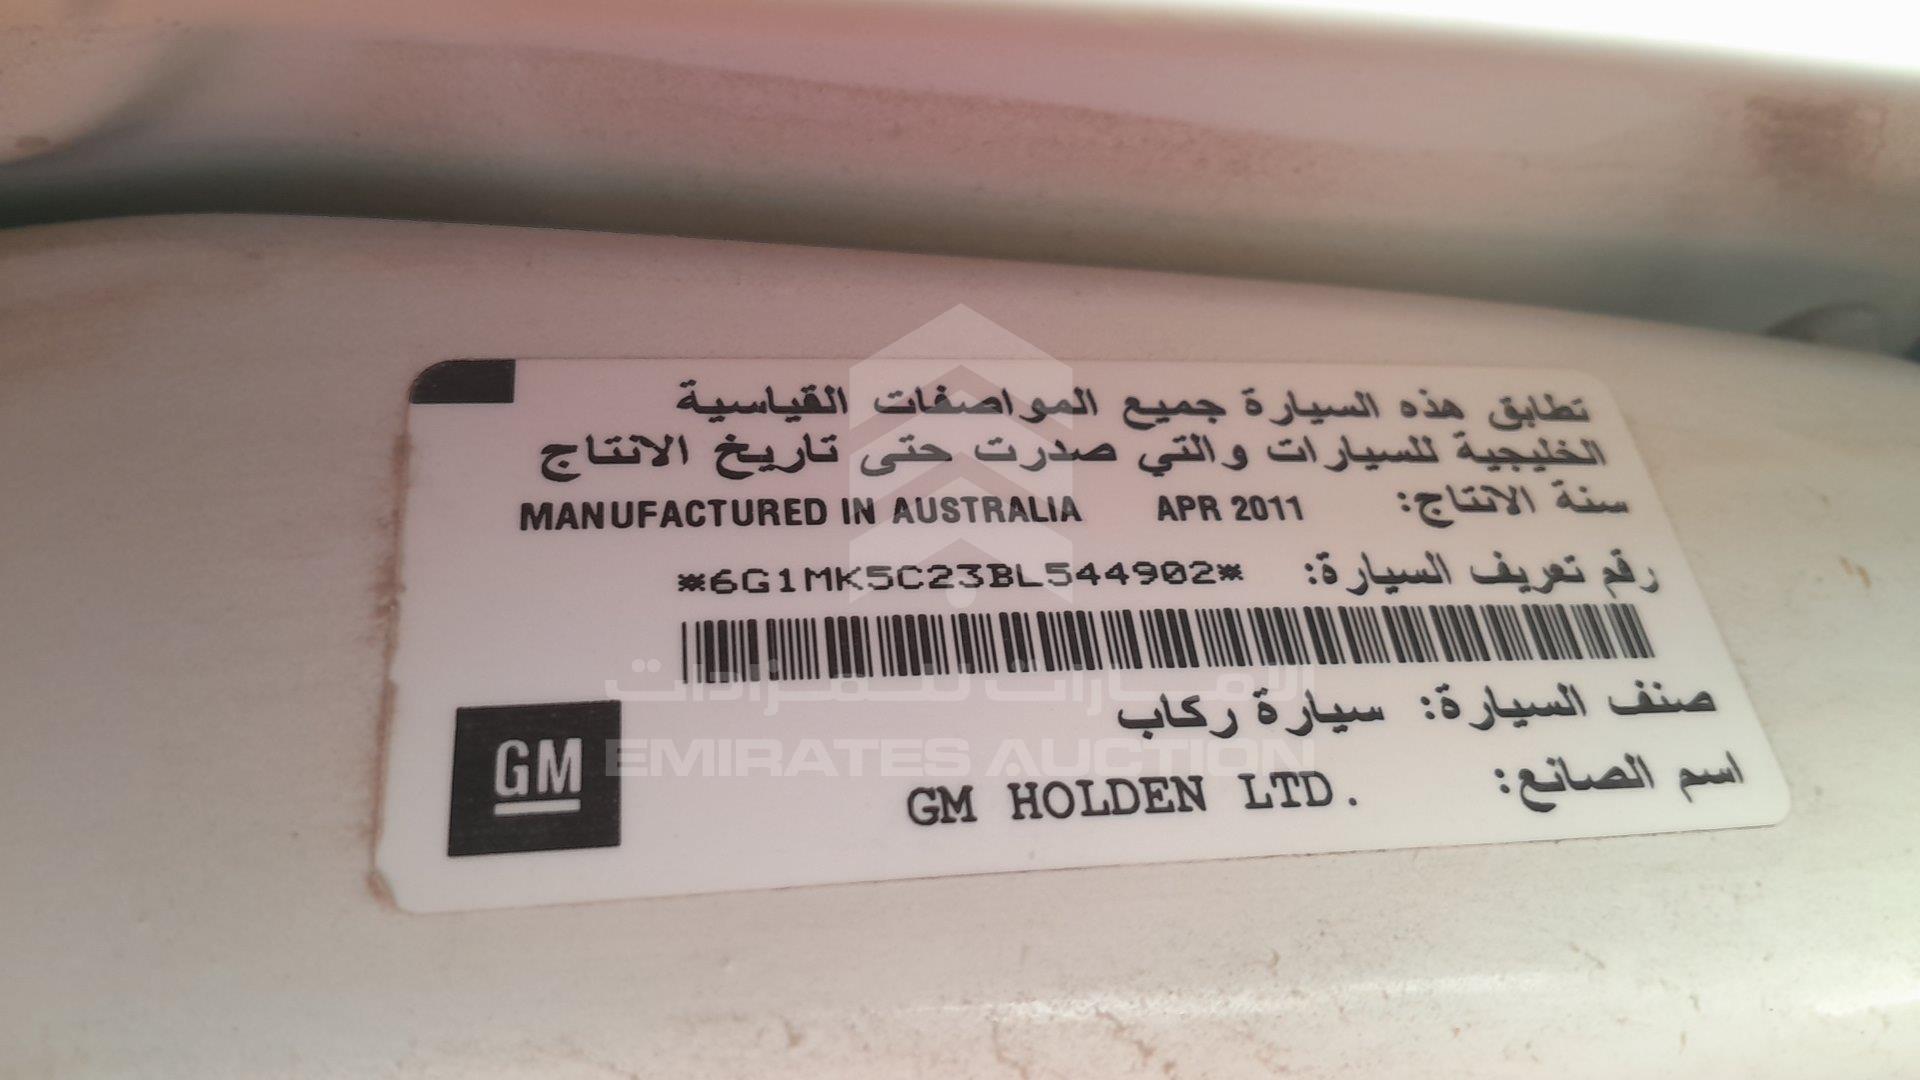 تطابق هذه السيارة جميع المواصفات القياسية
الخليجية للسيارات والتي صدرت حتى تاريخ الانتاج
سنة الانتاج: APR 2011 MANUFACTURED IN AUSTRALIA
رقم تعريف السيارة: *6G1MK5C23BL544902*
صنف السيارة: سيارة ركاب
اسم الصانع: GM HOLDEN LTD.
GM
الامارات للمزادات
EMIRATES AUCTION